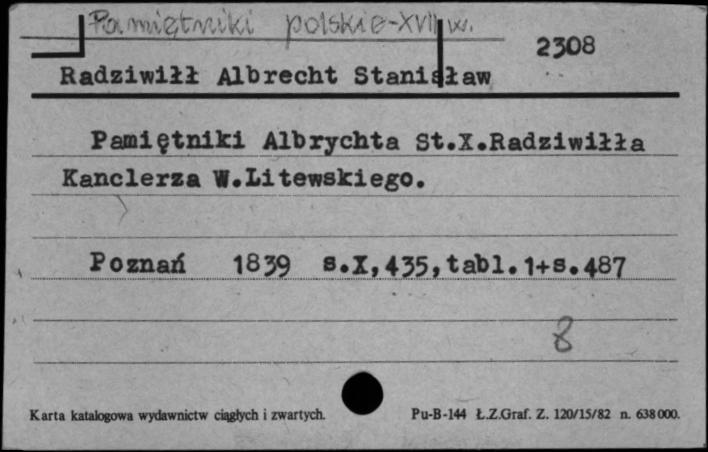 Pamiętniki polskie-XVII w.
2308
Radziwiłł Albrecht Stanisław
Pamiętniki Albrychta St.X.Radziwiłła
Kanclerza W.Litewskiego.
Poznań 1839 s.X,435,tabl.1+s.487
8
Karta katalogowa wydawnictw ciągłych i zwartych. Pu-B-144 Ł.Z.Graf. Z. 120/15/82 n. 638000.